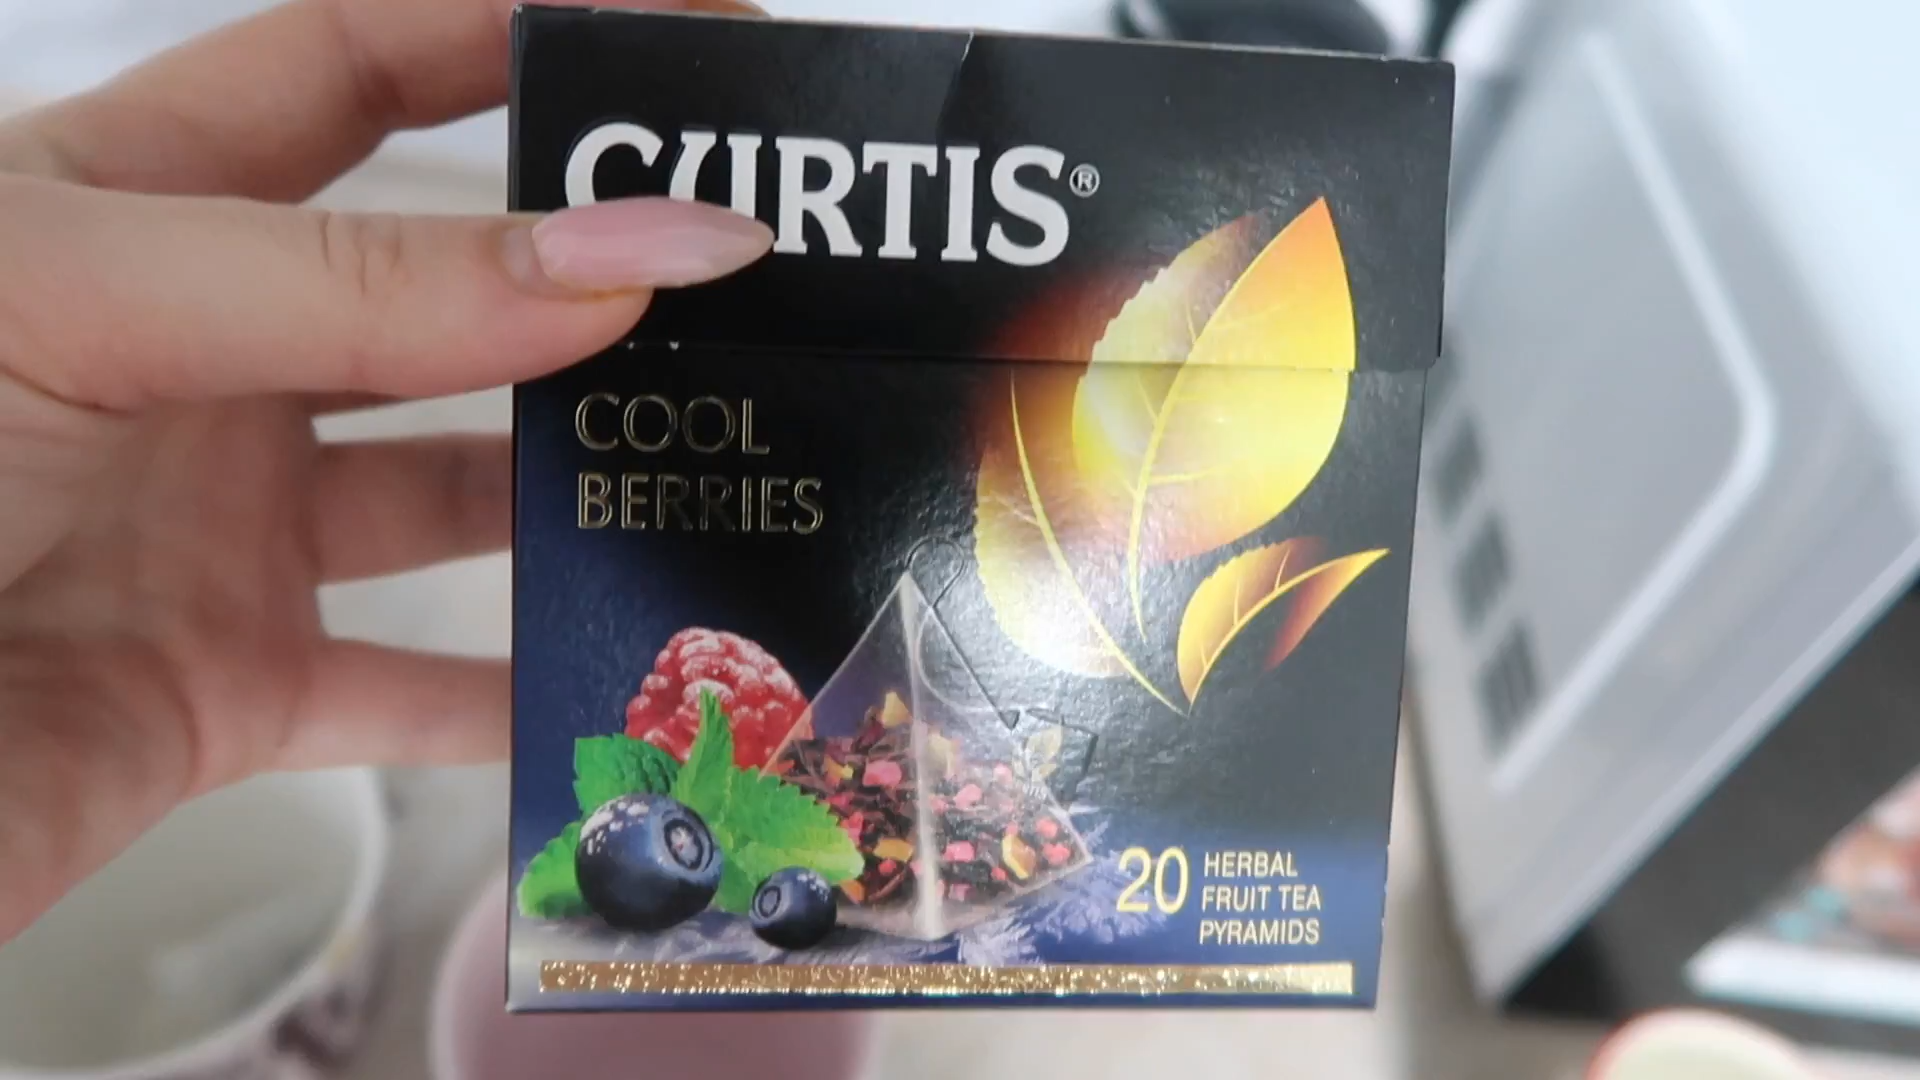 CURTIS®
COOL
BERRIES
20 HERBAL
FRUIT TEA
PYRAMIDS